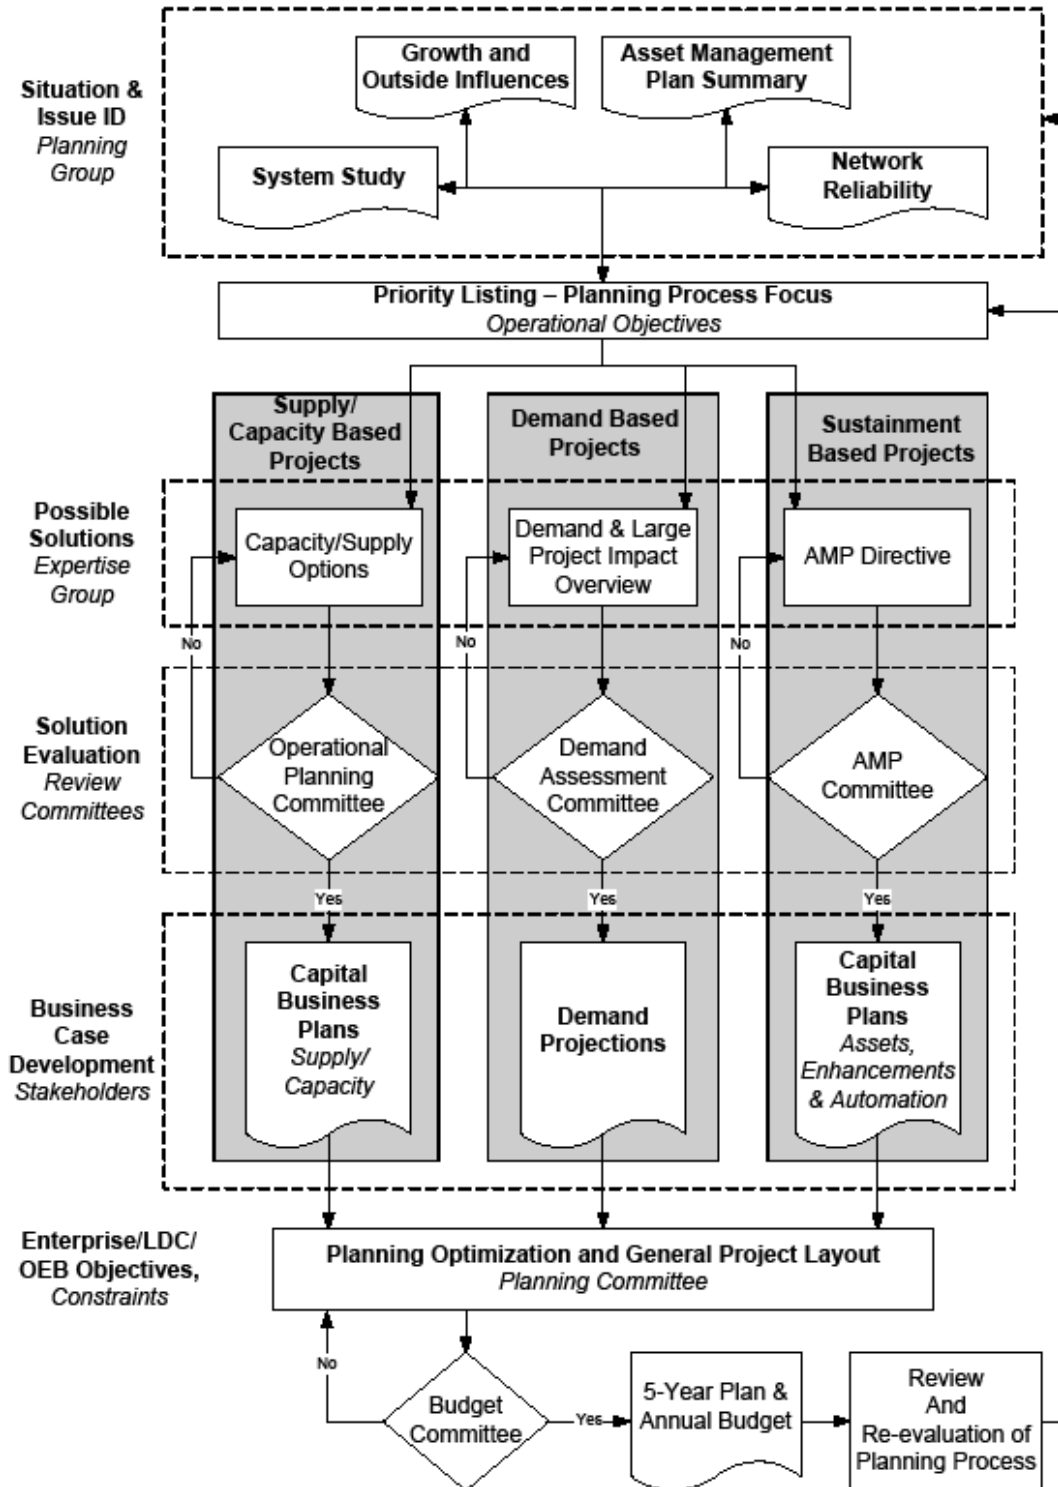 Situation &
Issue ID
Planning
Group
Growth and
Outside Influences
Asset Management
Plan Summary
System Study
Network
Reliability
Priority Listing – Planning Process Focus
Operational Objectives
Supply/
Capacity Based
Projects
Demand Based
Projects
Sustainment
Based Projects
Possible
Solutions
Expertise
Group
Capacity/Supply
Options
Demand & Large
Project Impact
Overview
AMP Directive
No
No
No
Solution
Evaluation
Review
Committees
Operational
Planning
Committee
Demand
Assessment
Committee
AMP
Committee
Yes
Yes
Yes
Business
Case
Development
Stakeholders
Capital
Business
Plans
Supply/
Capacity
Demand
Projections
Capital
Business
Plans
Assets,
Enhancements
& Automation
Enterprise/LDC/
OEB Objectives,
Constraints
Planning Optimization and General Project Layout
Planning Committee
No
Budget
Committee
Yes
5-Year Plan &
Annual Budget
Review
And
Re-evaluation of
Planning Process